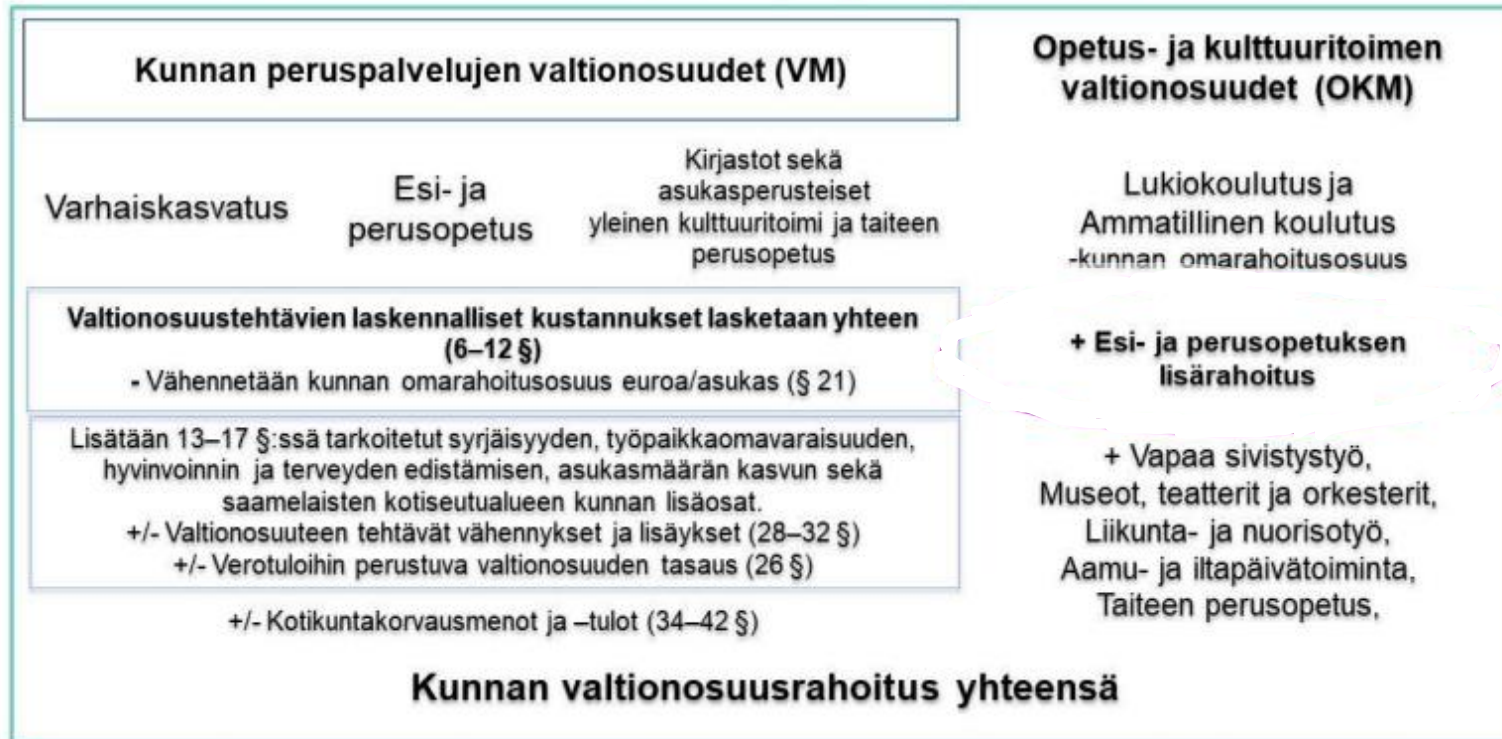 Kunnan peruspalvelujen valtionosuudet (VM)
Varhaiskasvatus
Esi- ja
perusopetus
Kirjastot sekä
asukasperusteiset
yleinen kulttuuritoimi ja taiteen
perusopetus
Valtionosuustehtävien laskennalliset kustannukset lasketaan yhteen
(6–12 §)
- Vähennetään kunnan omarahoitusosuus euroa/asukas (§ 21)
Lisätään 13–17 §:ssä tarkoitetut syrjäisyyden, työpaikkaomavaraisuuden,
hyvinvoinnin ja terveyden edistämisen, asukasmäärän kasvun sekä
saamelaisten kotiseutualueen kunnan lisäosat.
+/- Valtionosuuteen tehtävät vähennykset ja lisäykset (28–32 §)
+/- Verotuloihin perustuva valtionosuuden tasaus (26 §)
+/- Kotikuntakorvausmenot ja –tulot (34–42 §)
Opetus- ja kulttuuritoimen
valtionosuudet (OKM)
Lukiokoulutus ja
Ammatillinen koulutus
-kunnan omarahoitusosuus
+ Esi- ja perusopetuksen
lisärahoitus
+ Vapaa sivistystyö,
Museot, teatterit ja orkesterit,
Liikunta- ja nuorisotyö,
Aamu- ja iltapäivätoiminta,
Taiteen perusopetus,
Kunnan valtionosuusrahoitus yhteensä